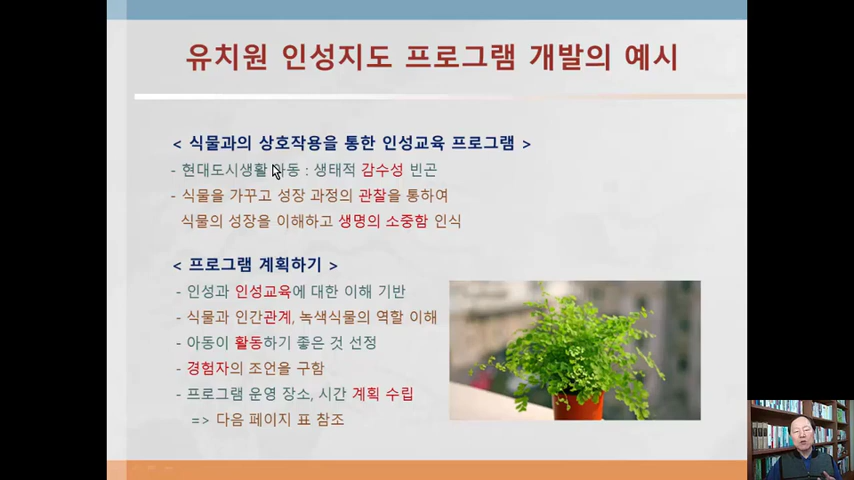 유치원 인성지도 프로그램 개발의 예시
< 식물과의 상호작용을 통한 인성교육 프로그램 >
- 현대도시생활 아동 : 생태적 감수성 빈곤
- 식물을 가꾸고 성장 과정의 관찰을 통하여
식물의 성장을 이해하고 생명의 소중함 인식
< 프로그램 계획하기 >
- 인성과 인성교육에 대한 이해 기반
- 식물과 인간관계, 녹색식물의 역할 이해
- 아동이 활동하기 좋은 것 선정
- 경험자의 조언을 구함
- 프로그램 운영 장소, 시간 계획 수립
=> 다음 페이지 표 참조